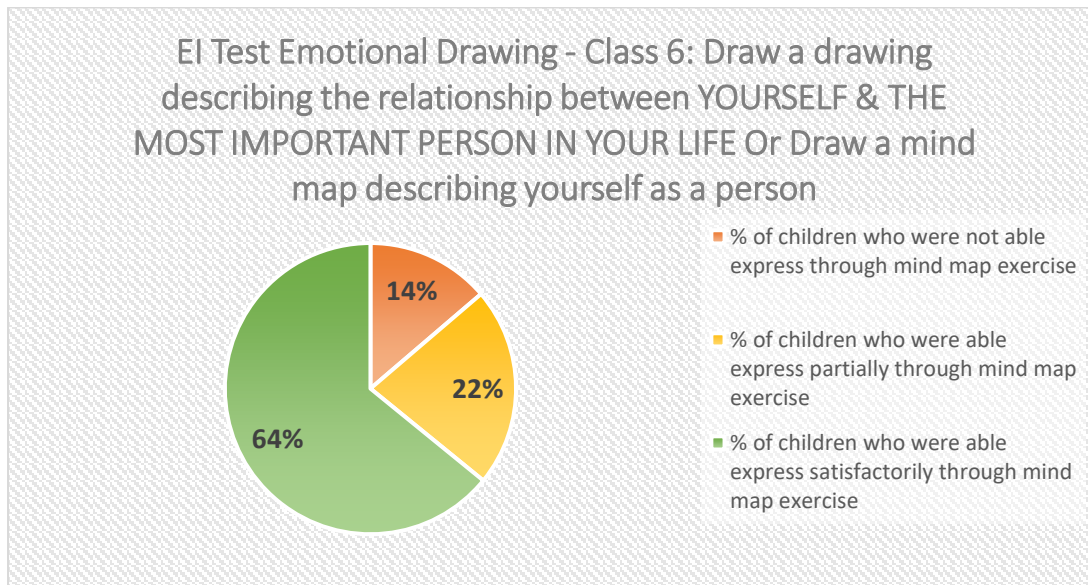 EI Test Emotional Drawing - Class 6: Draw a drawing
describing the relationship between YOURSELF & THE
MOST IMPORTANT PERSON IN YOUR LIFE Or Draw a mind
map describing yourself as a person
14%
22%
64%
% of children who were not able
express through mind map exercise
% of children who were able
express partially through mind map
exercise
% of children who were able
express satisfactorily through mind
map exercise